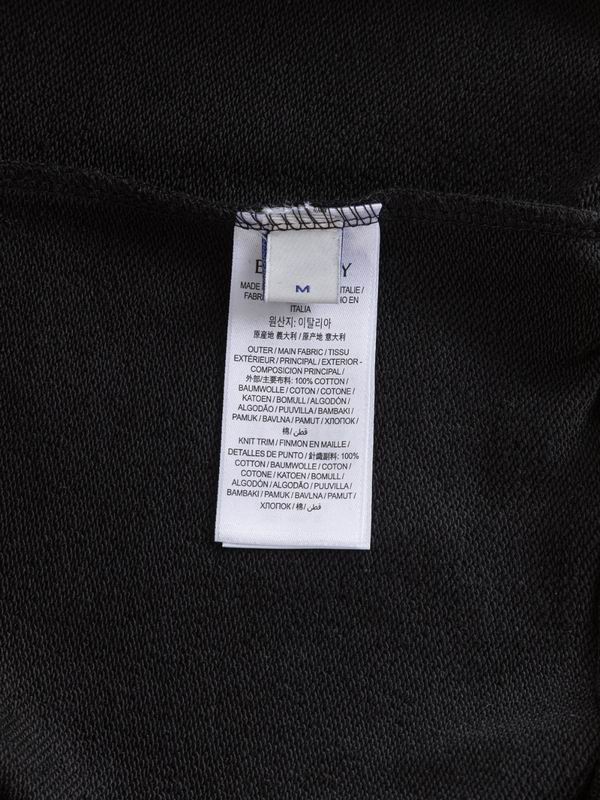 M
MADE
ITALIE /
FABRI
HO EN
ITALIA
원산지: 이탈리아
原産地 義大利 / 原产地 意大利
OUTER / MAIN FABRIC / TISSU
EXTÉRIEUR / PRINCIPAL / EXTERIOR -
COMPOSICION PRINCIPAL /
外部/主要布料: 100% COTTON /
BAUMWOLLE / COTON / COTONE /
KATOEN / BOMULL / ALGODÓN /
ALGODÃO / PUUVILLA / BAMBAKI /
PAMUK / BAVLNA / PAMUT / ХЛОПОК /
棉/ قطن
KNIT TRIM / FINMON EN MAILLE /
DETALLES DE PUNTO / 針織副料: 100%
COTTON / BAUMWOLLE / COTON /
COTONE / KATOEN / BOMULL /
ALGODÓN / ALGODÃO / PUUVILLA /
BAMBAKI / PAMUK / BAVLNA / PAMUT /
ХЛОПОК / 棉/ قطن